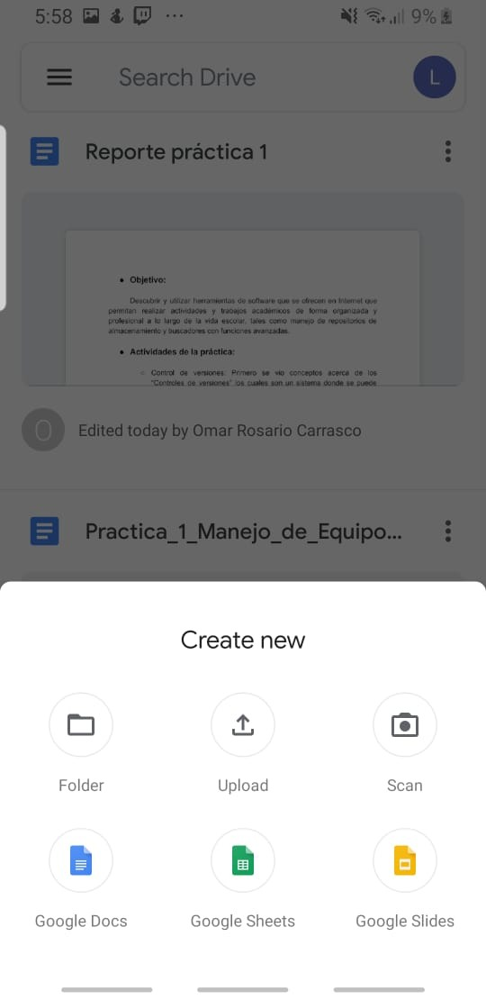 5:58 9%
Search Drive L
Reporte práctica 1
Objetivo:
Descubrir y utilizar herramientas de software que se ofrecen en Internet que
permitan realizar actividades y trabajos académicos de forma organizada y
profesional a lo largo de la vida escolar, tales como manejo de repositorios de
almacenamiento y buscadores con funciones avanzadas.
Actividades de la práctica:
Control de versiones: Primero se vio conceptos acerca de los
"Controles de versiones" los cuales son un sistema donde se puede
O Edited today by Omar Rosario Carrasco
Practica_1_Manejo_de_Equipo...
Create new
Folder Upload Scan
Google Docs Google Sheets Google Slides